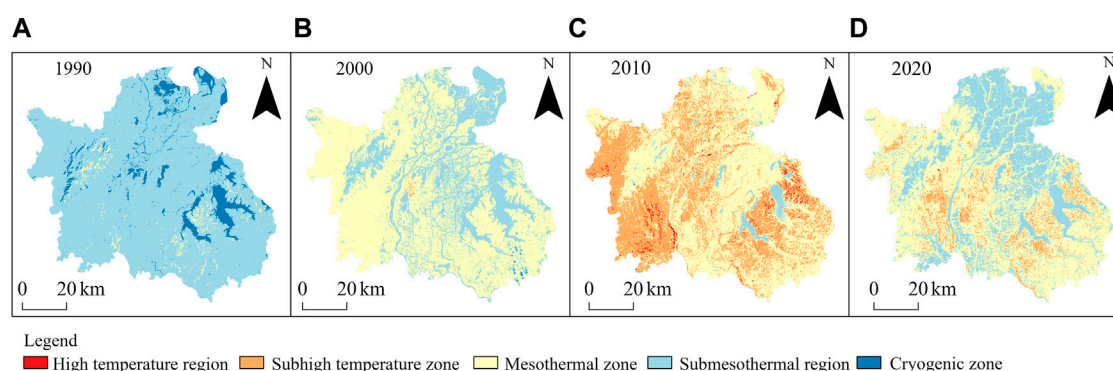 A
B
C
D
1990
N
2000
N
2010
N
2020
N
0 20 km
0 20 km
0 20 km
0 20 km
Legend
High temperature region
Subhigh temperature zone
Mesothermal zone
Submesothermal region
Cryogenic zone